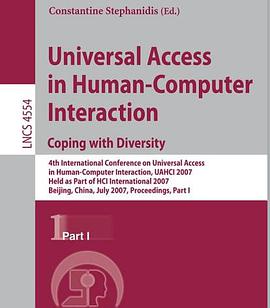 Constantine Stephanidis (Ed.)
LNCS 4554
Universal Access
in Human-Computer
Interaction
Coping with Diversity
4th International Conference on Universal Access
in Human-Computer Interaction, UAHCI 2007
Held as Part of HCI International 2007
Beijing, China, July 2007, Proceedings, Part I
1
Part I